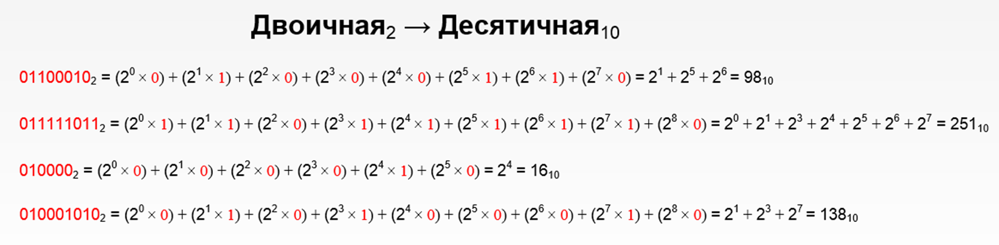 Двоичная₂ → Десятичная₁₀
01100010₂ = (2⁰ × 0) + (2¹ × 1) + (2² × 0) + (2³ × 0) + (2⁴ × 0) + (2⁵ × 1) + (2⁶ × 1) + (2⁷ × 0) = 2¹ + 2⁵ + 2⁶ = 98₁₀
011111011₂ = (2⁰ × 1) + (2¹ × 1) + (2² × 0) + (2³ × 1) + (2⁴ × 1) + (2⁵ × 1) + (2⁶ × 1) + (2⁷ × 1) + (2⁸ × 0) = 2⁰ + 2¹ + 2³ + 2⁴ + 2⁵ + 2⁶ + 2⁷ = 251₁₀
010000₂ = (2⁰ × 0) + (2¹ × 0) + (2² × 0) + (2³ × 0) + (2⁴ × 1) + (2⁵ × 0) = 2⁴ = 16₁₀
010001010₂ = (2⁰ × 0) + (2¹ × 1) + (2² × 0) + (2³ × 1) + (2⁴ × 0) + (2⁵ × 0) + (2⁶ × 0) + (2⁷ × 1) + (2⁸ × 0) = 2¹ + 2³ + 2⁷ = 138₁₀